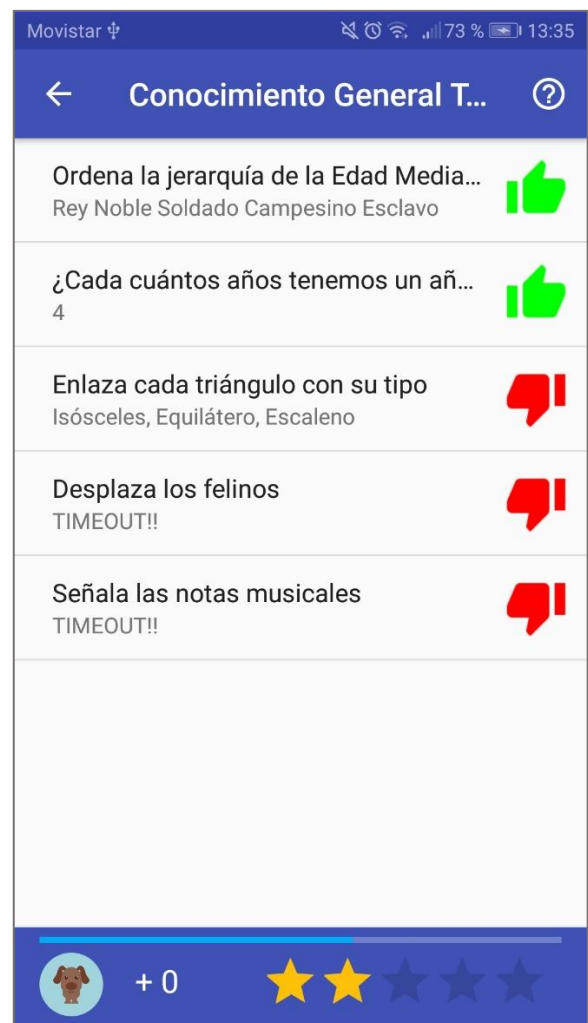 Movistar 73 % 13:35
Conocimiento General T...
Ordena la jerarquía de la Edad Media...
Rey Noble Soldado Campesino Esclavo
¿Cada cuántos años tenemos un añ...
4
Enlaza cada triángulo con su tipo
Isósceles, Equilátero, Escaleno
Desplaza los felinos
TIMEOUT!!
Señala las notas musicales
TIMEOUT!!
+ 0